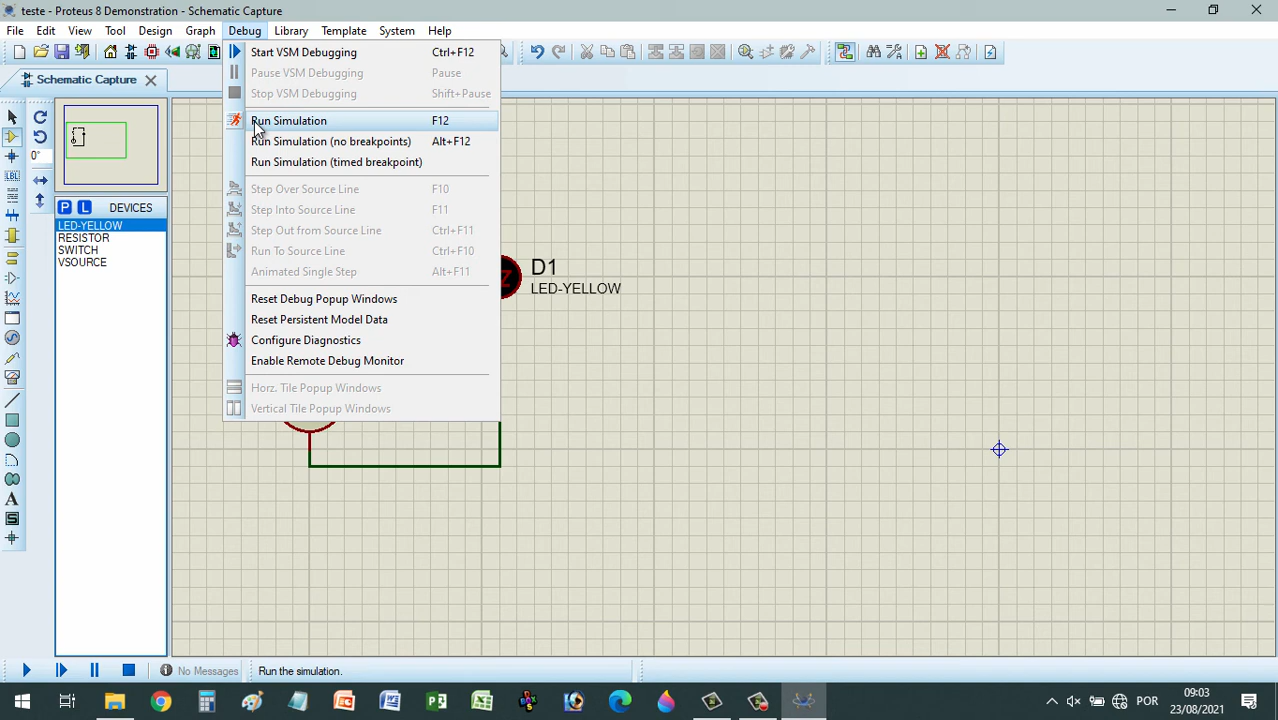 teste - Proteus 8 Demonstration - Schematic Capture
File Edit View Tool Design Graph Debug Library Template System Help
Schematic Capture
Start VSM Debugging Ctrl+F12
Pause VSM Debugging Pause
Stop VSM Debugging Shift+Pause
Run Simulation F12
Run Simulation (no breakpoints) Alt+F12
Run Simulation (timed breakpoint)
Step Over Source Line F10
Step Into Source Line F11
Step Out from Source Line Ctrl+F11
Run To Source Line Ctrl+F10
Animated Single Step Alt+F11
Reset Debug Popup Windows
Reset Persistent Model Data
Configure Diagnostics
Enable Remote Debug Monitor
Horz. Tile Popup Windows
Vertical Tile Popup Windows
0°
LBL
P L DEVICES
LED-YELLOW
RESISTOR
SWITCH
VSOURCE
D1
LED-YELLOW
A
S
No Messages Run the simulation.
POR
09:03
23/08/2021